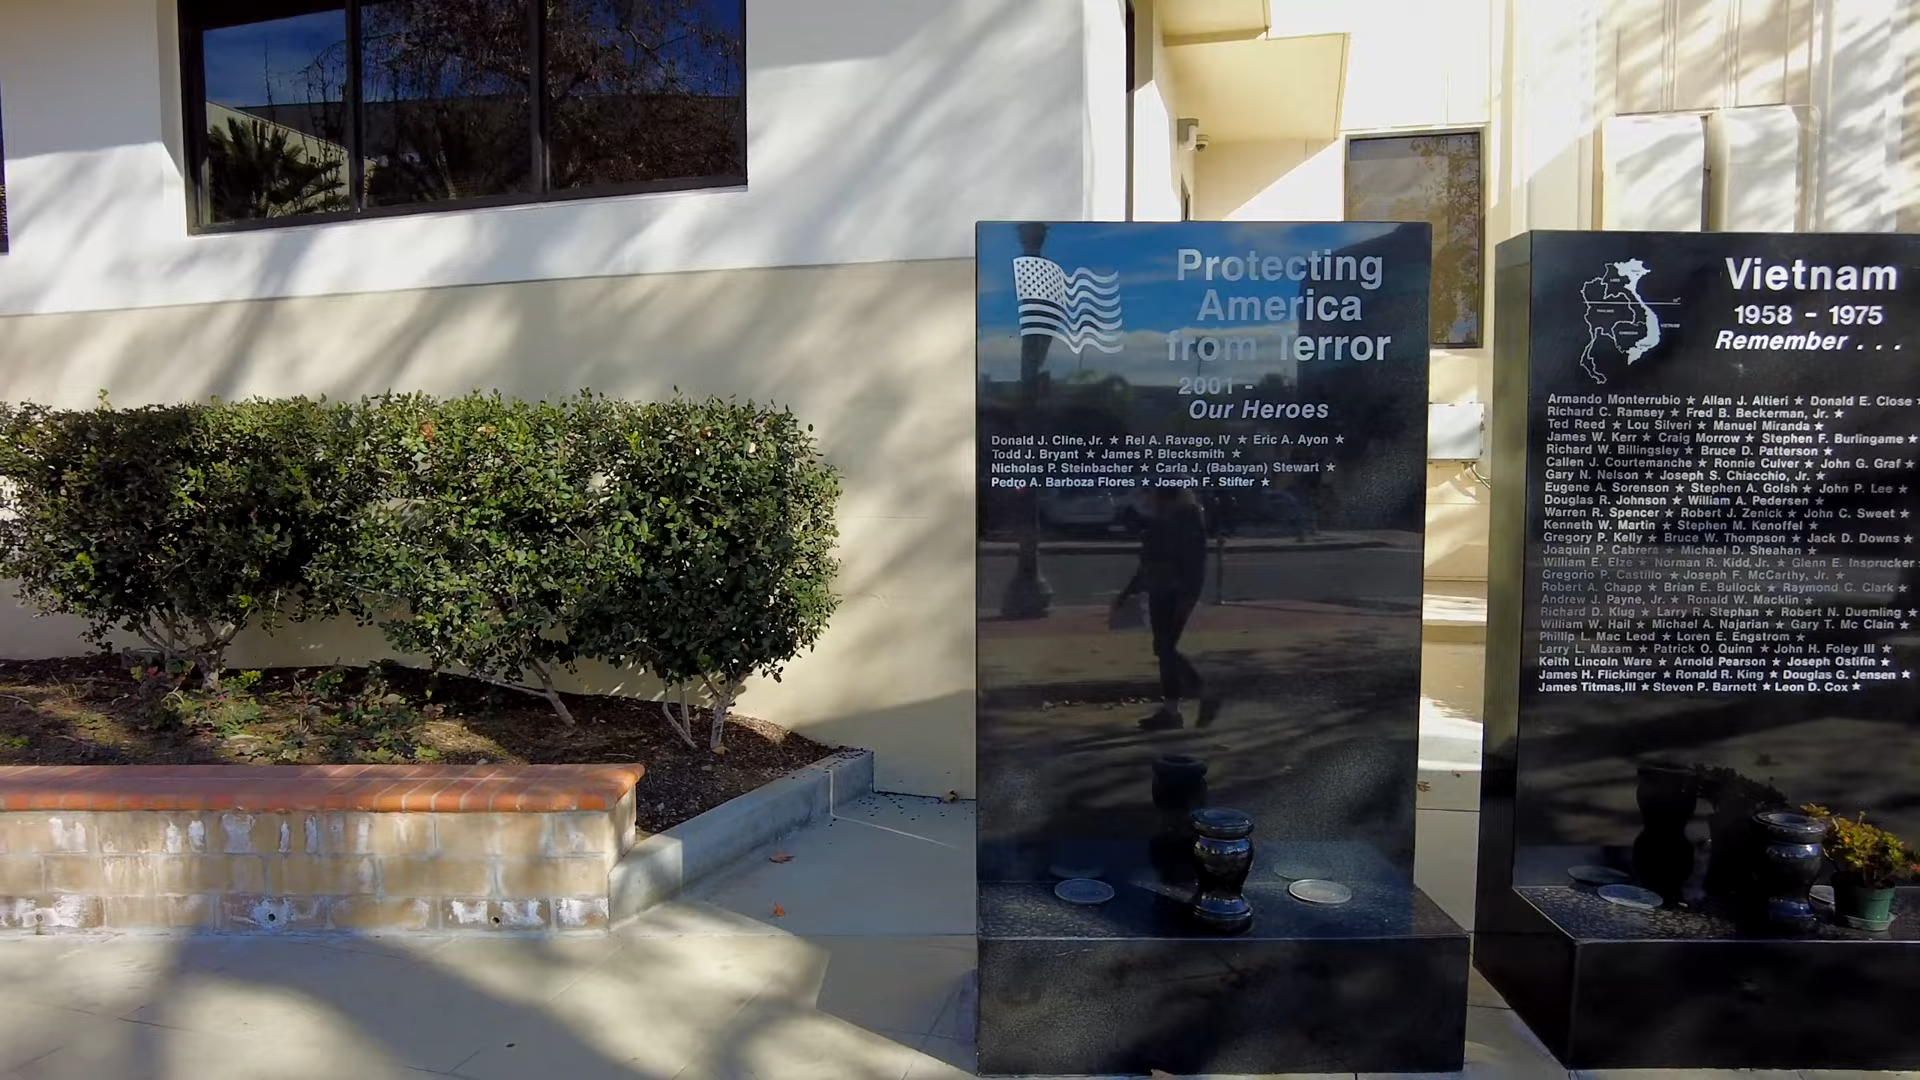 Protecting
America
from Terror
2001 -
Our Heroes
Donald J. Cline, Jr. ★ Rel A. Ravago, IV ★ Eric A. Ayon ★
Todd J. Bryant ★ James P. Blecksmith ★
Nicholas P. Steinbacher ★ Carla J. (Babayan) Stewart ★
Pedro A. Barboza Flores ★ Joseph F. Stifter ★
Vietnam
1958 - 1975
Remember . . .
Armando Monterrubio ★ Allan J. Altieri ★ Donald E. Close ★
Richard C. Ramsey ★ Fred B. Beckerman, Jr. ★
Ted Reed ★ Lou Silveri ★ Manuel Miranda ★
James W. Kerr ★ Craig Morrow ★ Stephen F. Burlingame ★
Richard W. Billingsley ★ Bruce D. Patterson ★
Callen J. Courtemanche ★ Ronnie Culver ★ John G. Graf ★
Gary N. Nelson ★ Joseph S. Chiacchio, Jr. ★
Eugene A. Sorenson ★ Stephen A. Golsh ★ John P. Lee ★
Douglas R. Johnson ★ William A. Pedersen ★
Warren R. Spencer ★ Robert J. Zenick ★ John C. Sweet ★
Kenneth W. Martin ★ Stephen M. Kenoffel ★
Gregory P. Kelly ★ Bruce W. Thompson ★ Jack D. Downs ★
Joaquin P. Cabrera ★ Michael D. Sheahan ★
William E. Elze ★ Norman R. Kidd, Jr. ★ Glenn E. Insprucker ★
Gregorio P. Castillo ★ Joseph F. McCarthy, Jr. ★
Robert A. Chapp ★ Brian E. Bullock ★ Raymond C. Clark ★
Andrew J. Payne, Jr. ★ Ronald W. Macklin ★
Richard D. Klug ★ Larry R. Stephan ★ Robert N. Duemling ★
William W. Hail ★ Michael A. Najarian ★ Gary T. Mc Clain ★
Phillip L. Mac Leod ★ Loren E. Engstrom ★
Larry L. Maxam ★ Patrick O. Quinn ★ John H. Foley III ★
Keith Lincoln Ware ★ Arnold Pearson ★ Joseph Ostifin ★
James H. Flickinger ★ Ronald R. King ★ Douglas G. Jensen ★
James Titmas,III ★ Steven P. Barnett ★ Leon D. Cox ★